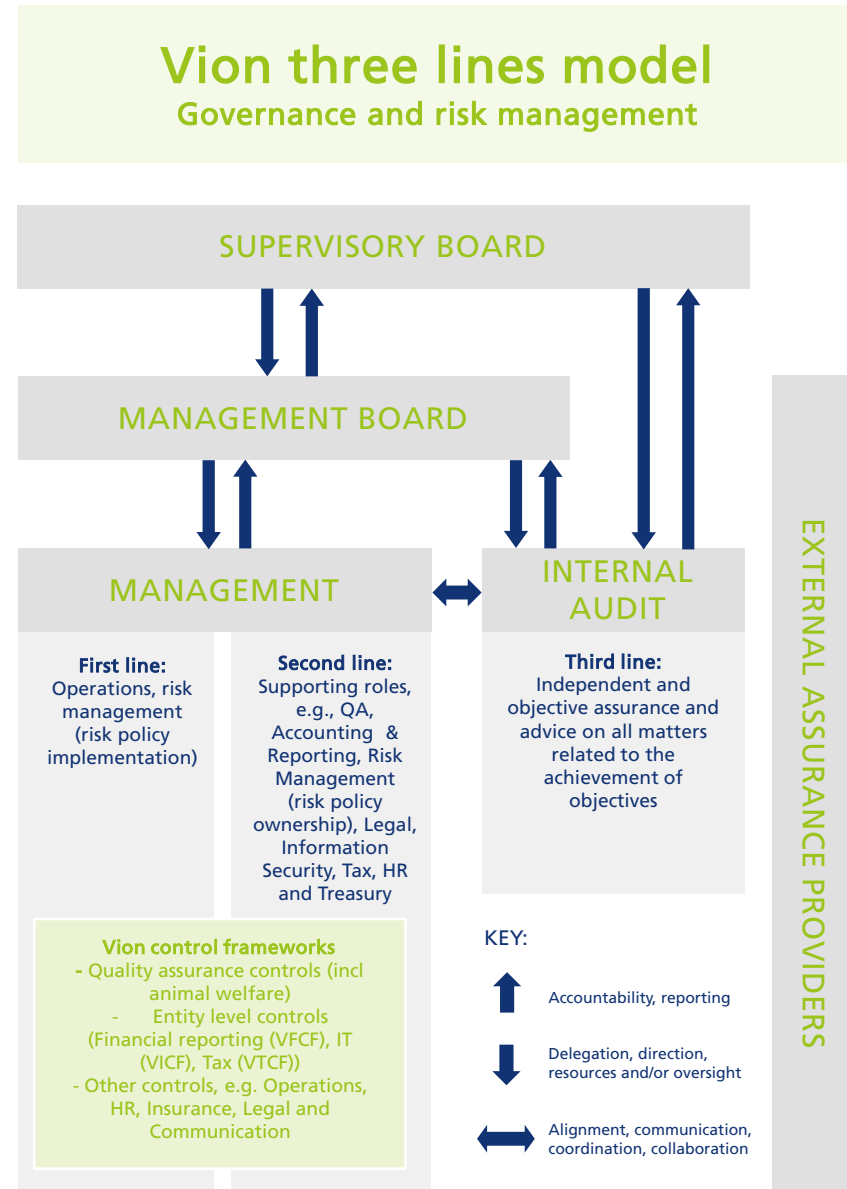 Vion three lines model
Governance and risk management
SUPERVISORY BOARD
MANAGEMENT BOARD
MANAGEMENT
INTERNAL
AUDIT
First line:
Operations, risk
management
(risk policy
implementation)
Second line:
Supporting roles,
e.g., QA,
Accounting &
Reporting, Risk
Management
(risk policy
ownership), Legal,
Information
Security, Tax, HR
and Treasury
Third line:
Independent and
objective assurance and
advice on all matters
related to the
achievement of
objectives
Vion control frameworks
- Quality assurance controls (incl
animal welfare)
- Entity level controls
(Financial reporting (VFCF), IT
(VICF), Tax (VTCF))
- Other controls, e.g. Operations,
HR, Insurance, Legal and
Communication
KEY:
Accountability, reporting
Delegation, direction,
resources and/or oversight
Alignment, communication,
coordination, collaboration
EXTERNAL ASSURANCE PROVIDERS